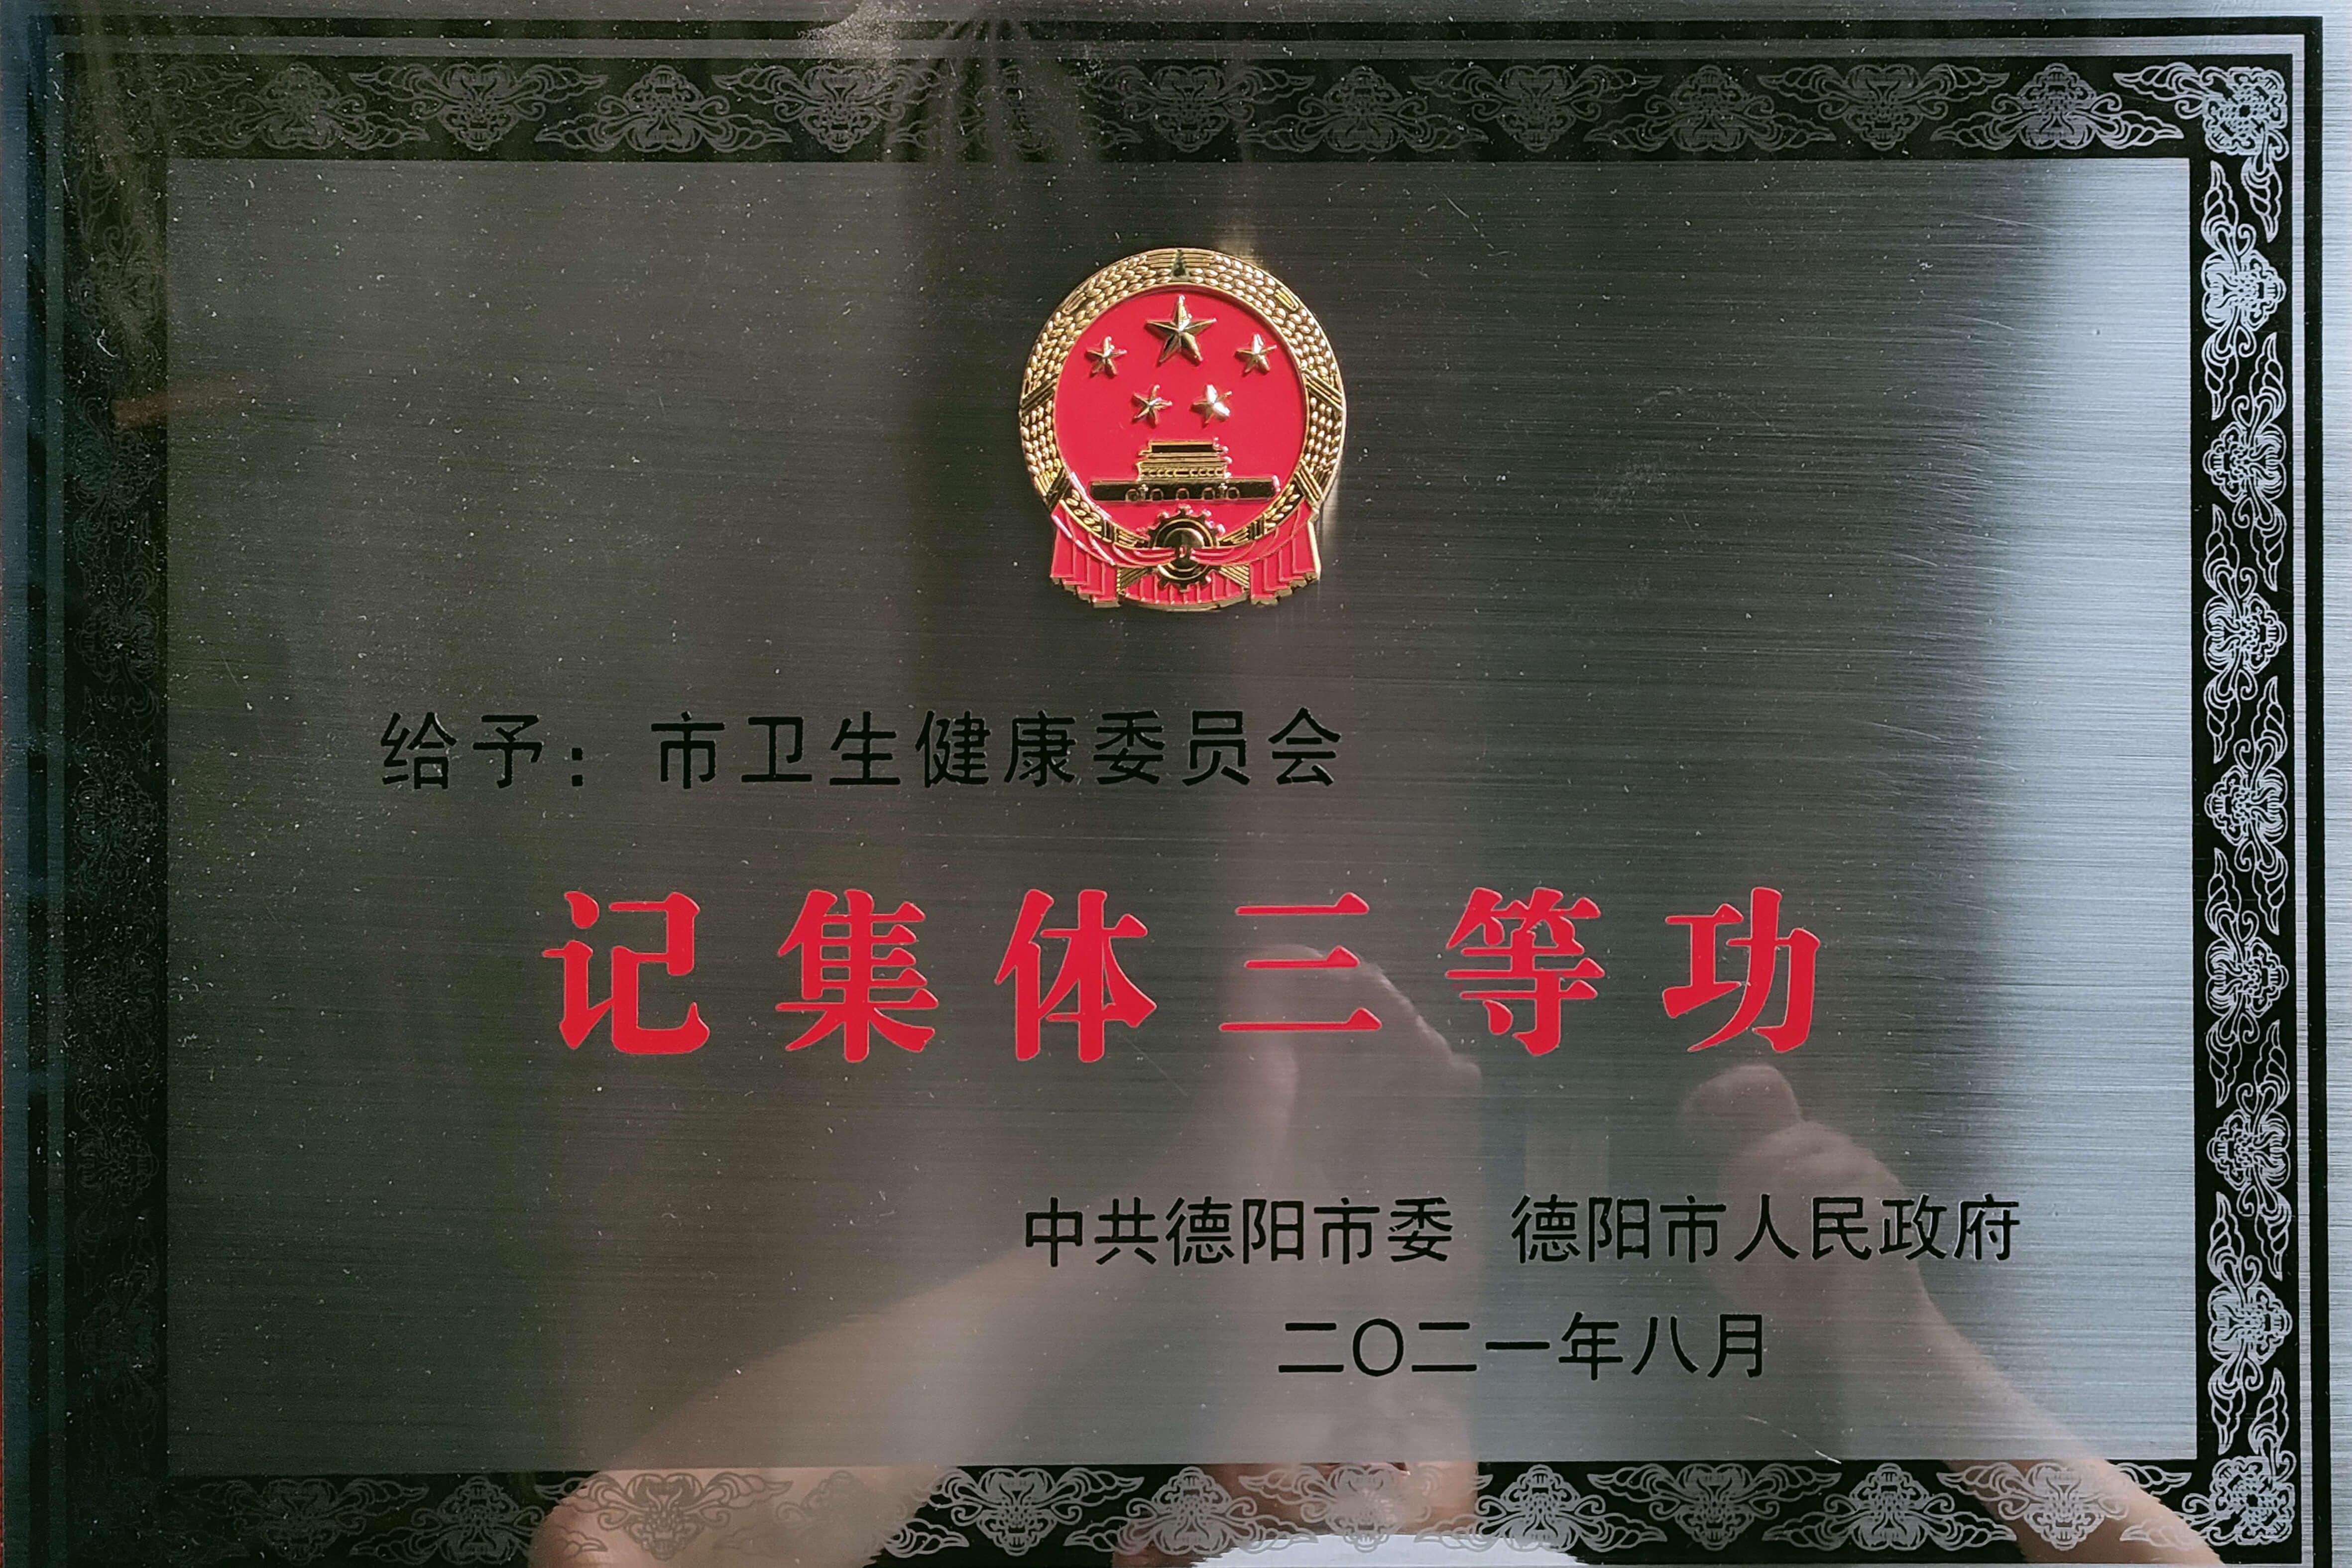 给予：市卫生健康委员会
记集体三等功
中共德阳市委 德阳市人民政府
二〇二一年八月